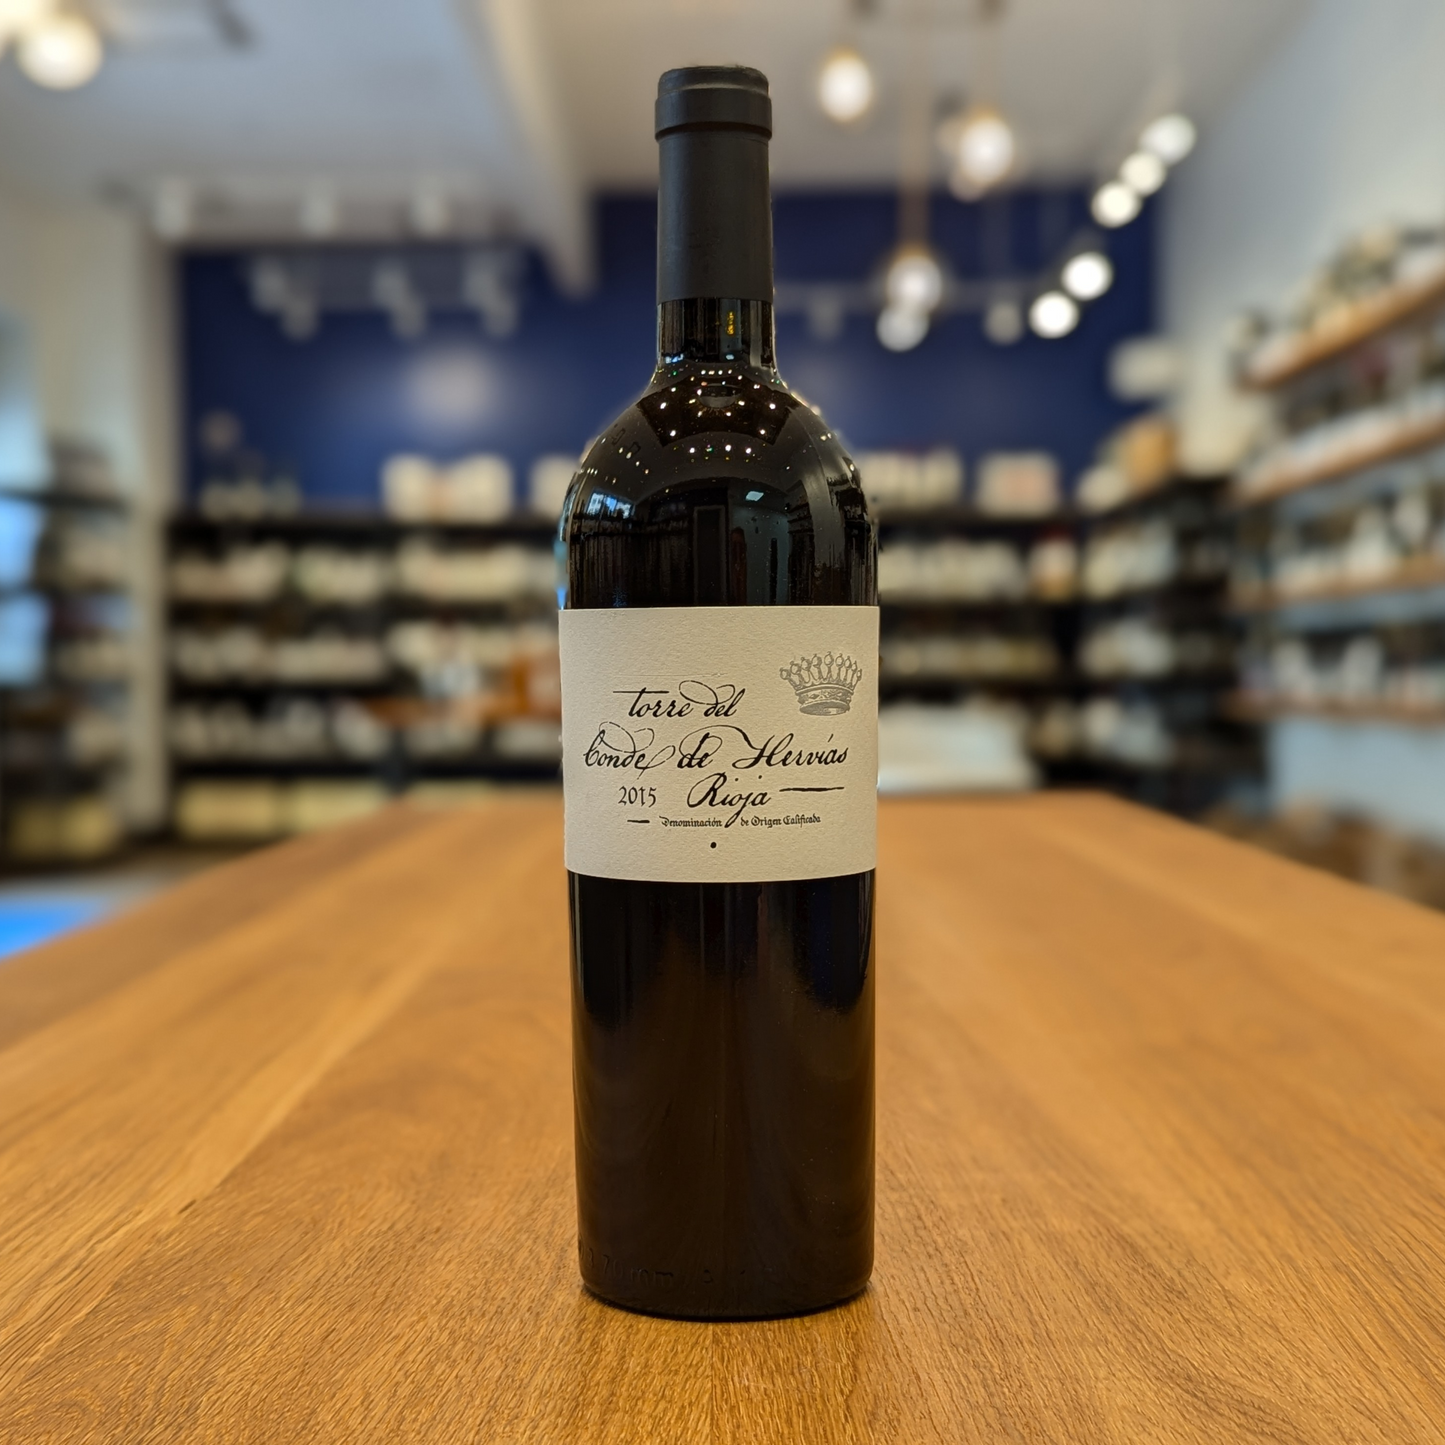 torre del
Conde de Hervías
2015 Rioja
Denominación de Origen Calificada